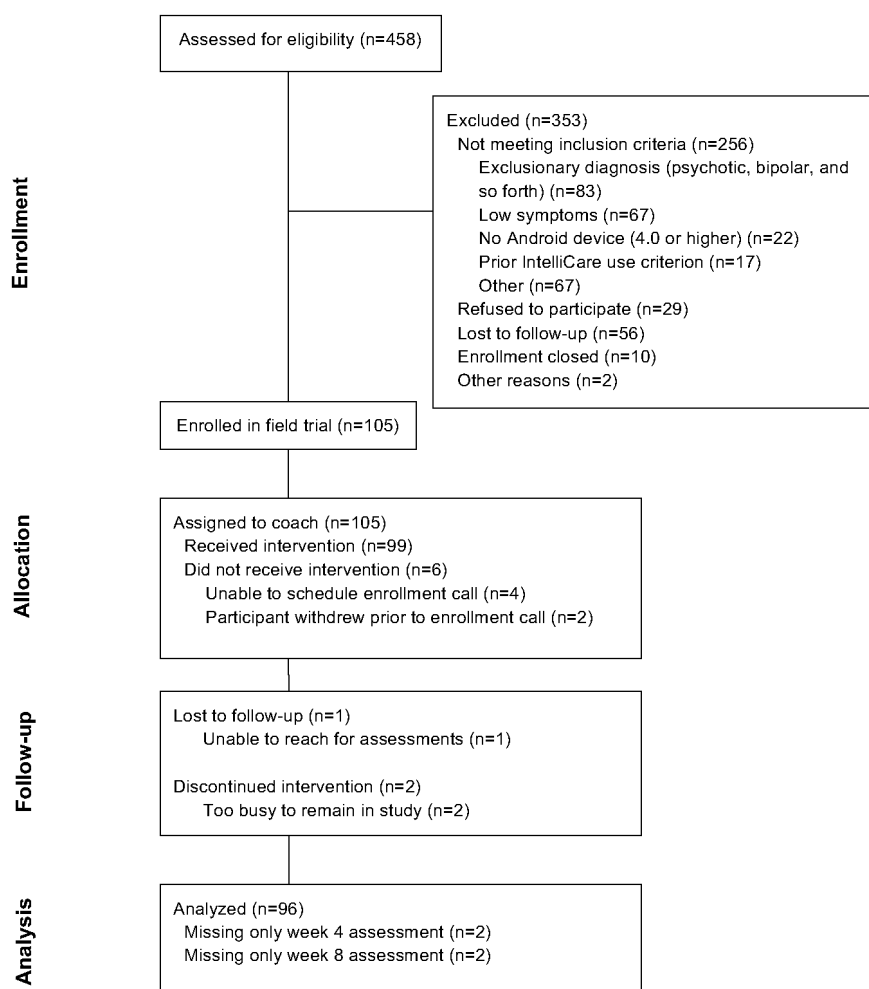 Assessed for eligibility (n=458)
Enrollment
Excluded (n=353)
Not meeting inclusion criteria (n=256)
Exclusionary diagnosis (psychotic, bipolar, and
so forth) (n=83)
Low symptoms (n=67)
No Android device (4.0 or higher) (n=22)
Prior IntelliCare use criterion (n=17)
Other (n=67)
Refused to participate (n=29)
Lost to follow-up (n=56)
Enrollment closed (n=10)
Other reasons (n=2)
Enrolled in field trial (n=105)
Allocation
Assigned to coach (n=105)
Received intervention (n=99)
Did not receive intervention (n=6)
Unable to schedule enrollment call (n=4)
Participant withdrew prior to enrollment call (n=2)
Follow-up
Lost to follow-up (n=1)
Unable to reach for assessments (n=1)
Discontinued intervention (n=2)
Too busy to remain in study (n=2)
Analysis
Analyzed (n=96)
Missing only week 4 assessment (n=2)
Missing only week 8 assessment (n=2)